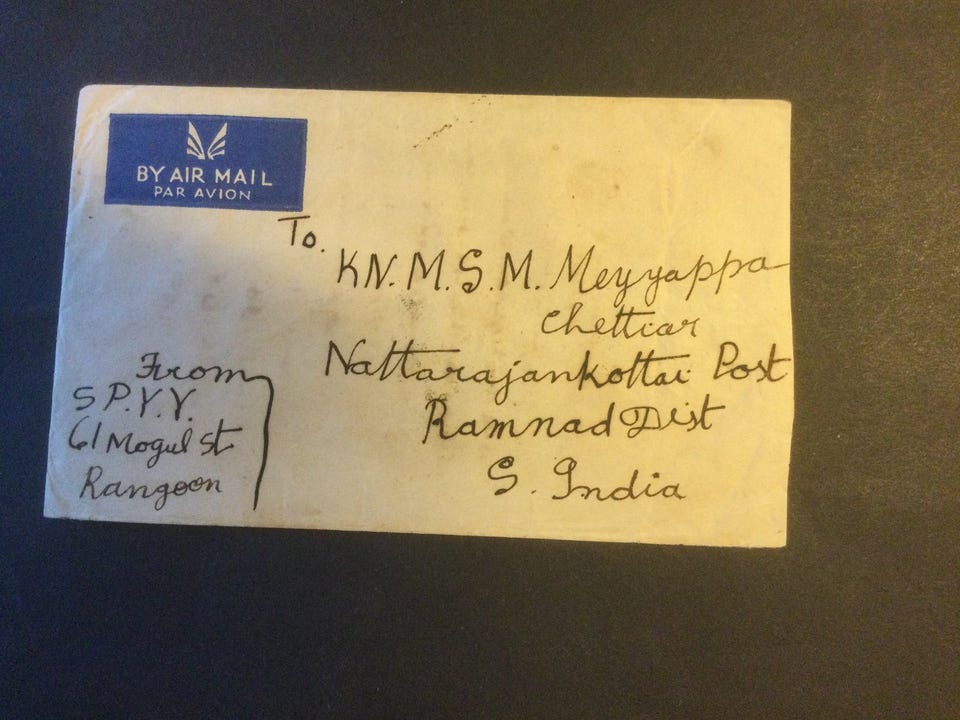 BY AIR MAIL
PAR AVION
To.
KN.M.S.M. Meyyappa
chettiar
Nattarajankottai Post
Ramnad Dist
S. India
From
S P.Y.Y.
61 Mogul st
Rangoon